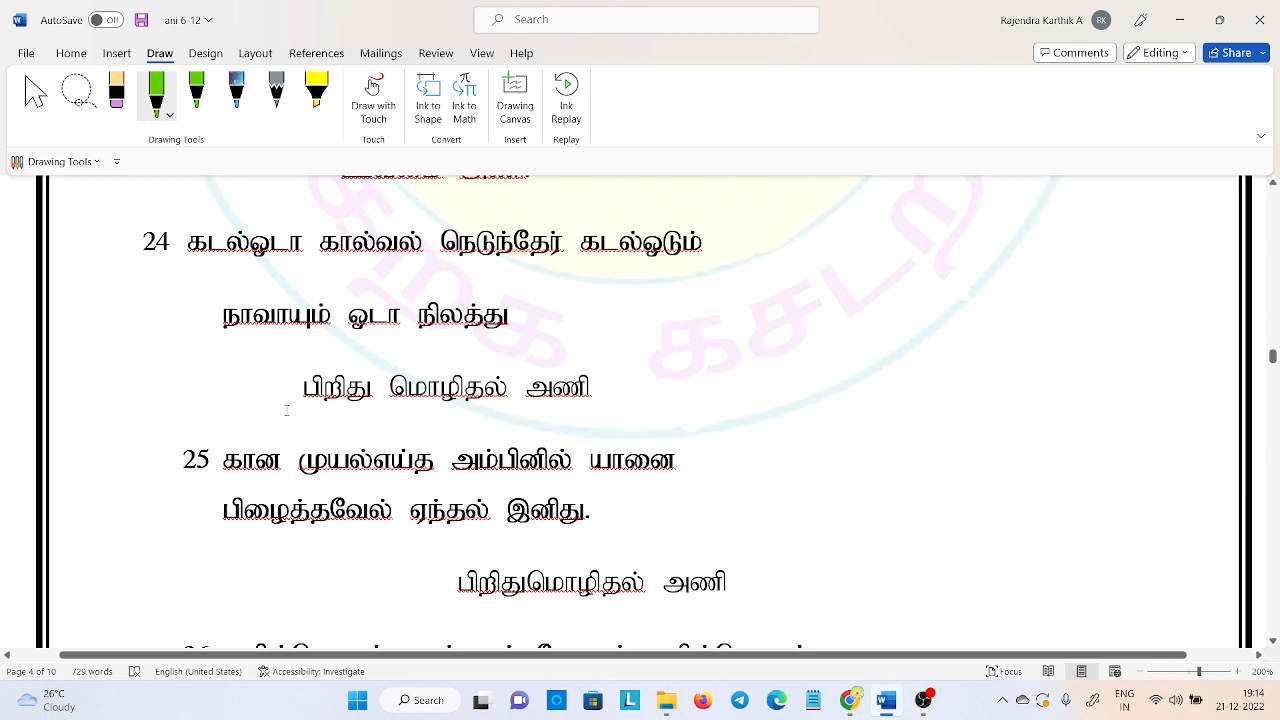 AutoSave Off ani 6-12 Search Rajendra Karthik A RK
File Home Insert Draw Design Layout References Mailings Review View Help Comments Editing Share
Draw with Touch Ink to Shape Ink to Math Drawing Canvas Ink Replay
Drawing Tools Touch Convert Insert Replay
Drawing Tools
24 கடல்ஓடா கால்வல் நெடுந்தேர் கடல்ஓடும்
நாவாயும் ஓடா நிலத்து
பிறிது மொழிதல் அணி
25 கான முயல்எய்த அம்பினில் யானை
பிழைத்தவேல் ஏந்தல் இனிது.
பிறிதுமொழிதல் அணி
கசடற
Page 4 of 10 729 words English (United States) Accessibility: Investigate Focus 200%
26°C Cloudy Search ENG IN 19:14 21-12-2022